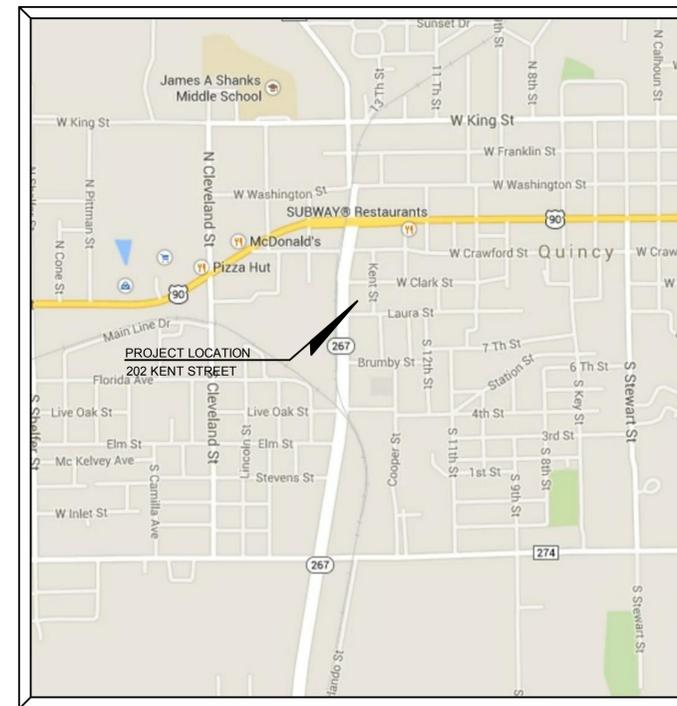 Sunset Dr
James A Shanks
Middle School
13 Th St
11 Th St
N 8th St
N Calhoun St
W King St
W King St
W Franklin St
N Pittman St
N Cleveland St
W Washington St
W Washington St
SUBWAY® Restaurants
90
McDonald's
N Cone St
Pizza Hut
Kent St
W Crawford St
Quincy
W Craw
W Clark St
90
Laura St
Main Line Dr
267
7 Th St
PROJECT LOCATION
202 KENT STREET
Brumby St
S 12th St
Station St
6 Th St
Florida Ave
S Cleveland St
S Shelfer St
Live Oak St
Live Oak St
4th St
S Key St
S Stewart St
Elm St
Lincoln St
Elm St
Cooper St
S 11th St
3rd St
Mc Kelvey Ave
S Camilla Ave
Stevens St
1st St
S 9th St
S 8th St
W Inlet St
267
274
S Stewart St